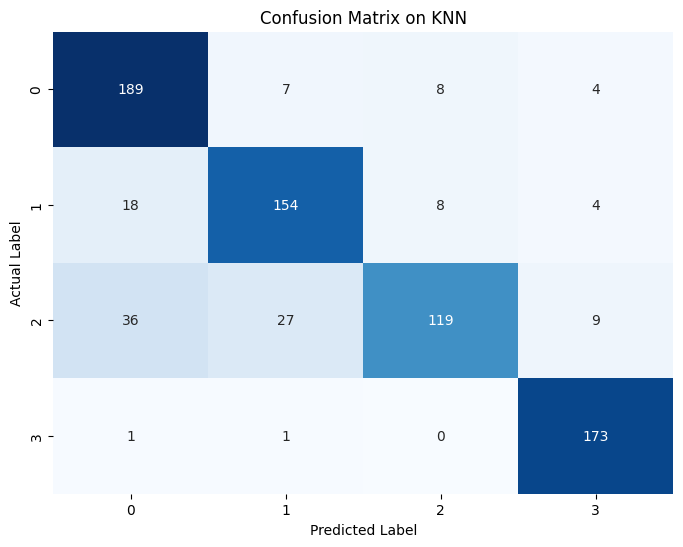 Confusion Matrix on KNN
Actual Label
0 189 7 8 4
1 18 154 8 4
2 36 27 119 9
3 1 1 0 173
0 1 2 3
Predicted Label